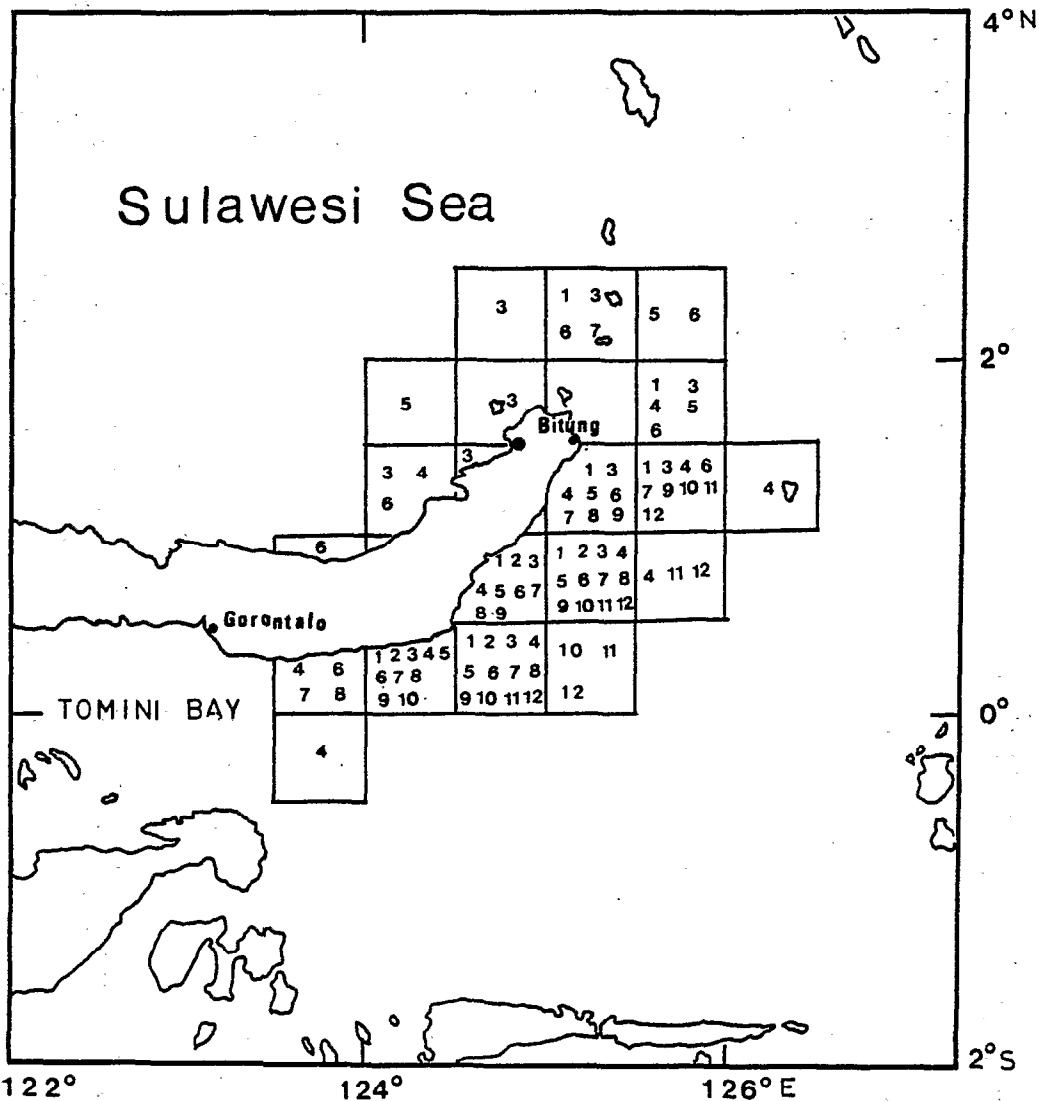 4°N
Sulawesi Sea
3
1 3
5 6
6 7
2°
5
3
1 3
4 5
6
Bitung
3
3 4
6
1 3
4 5 6
7 8 9
1 3 4 6
7 9 10 11
12
4
6
1 2 3
4 5 6 7
8 9
1 2 3 4
5 6 7 8
9 10 11 12
4 11 12
Gorontalo
4 6
7 8
1 2 3 4 5
6 7 8
9 10
1 2 3 4
5 6 7 8
9 10 11 12
10 11
12
TOMINI BAY
0°
4
2°S
122°
124°
126°E